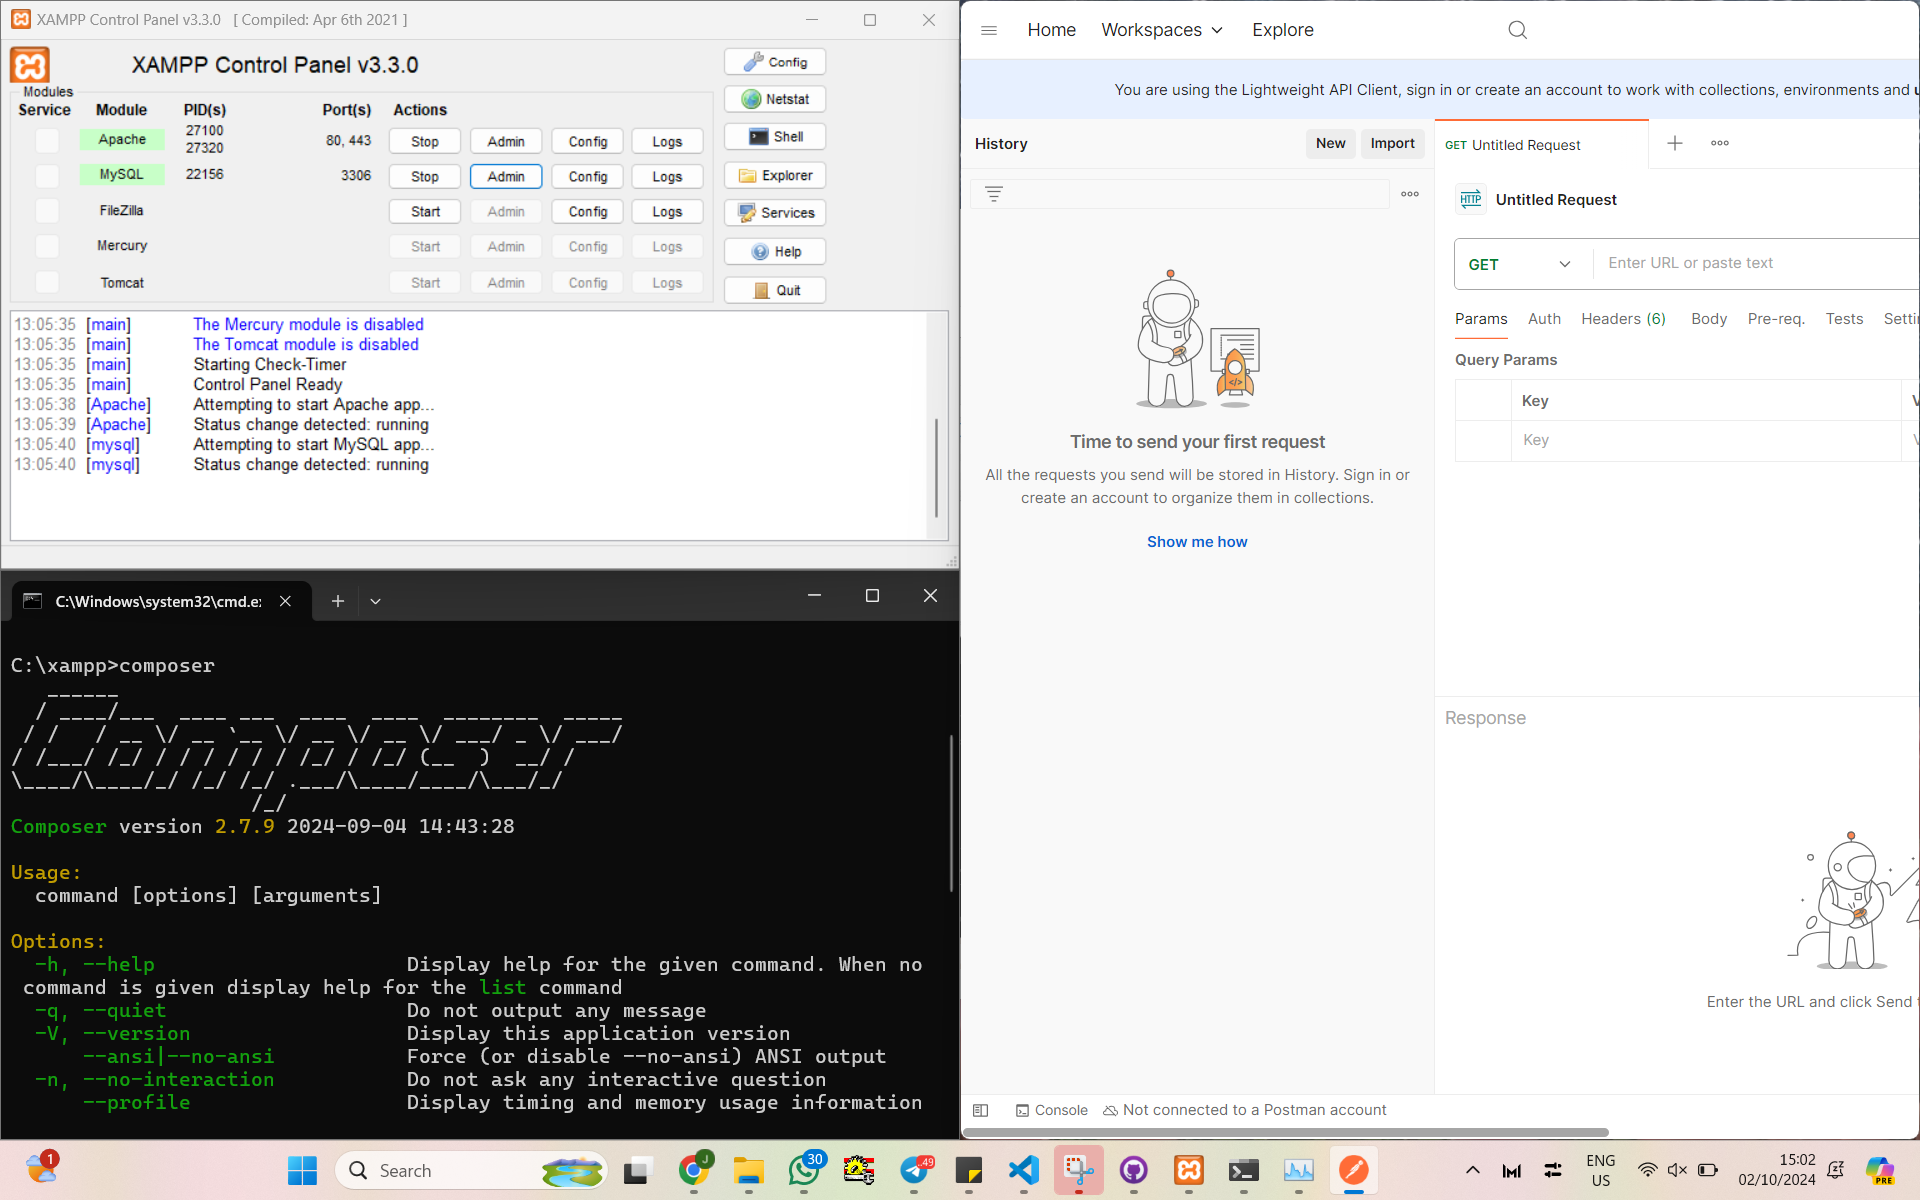 XAMPP Control Panel v3.3.0 [ Compiled: Apr 6th 2021 ]
XAMPP Control Panel v3.3.0
Modules
Service Module PID(s) Port(s) Actions
Apache 27100 27320 80, 443 Stop Admin Config Logs
MySQL 22156 3306 Stop Admin Config Logs
FileZilla Start Admin Config Logs
Mercury Start Admin Config Logs
Tomcat Start Admin Config Logs
Config
Netstat
Shell
Explorer
Services
Help
Quit
13:05:35 [main] The Mercury module is disabled
13:05:35 [main] The Tomcat module is disabled
13:05:35 [main] Starting Check-Timer
13:05:35 [main] Control Panel Ready
13:05:38 [Apache] Attempting to start Apache app...
13:05:39 [Apache] Status change detected: running
13:05:40 [mysql] Attempting to start MySQL app...
13:05:40 [mysql] Status change detected: running
C:\Windows\system32\cmd.e
C:\xampp>composer
Composer
Composer version 2.7.9 2024-09-04 14:43:28
Usage:
command [options] [arguments]
Options:
-h, --help Display help for the given command. When no
command is given display help for the list command
-q, --quiet Do not output any message
-V, --version Display this application version
--ansi|--no-ansi Force (or disable --no-ansi) ANSI output
-n, --no-interaction Do not ask any interactive question
--profile Display timing and memory usage information
Home Workspaces Explore
You are using the Lightweight API Client, sign in or create an account to work with collections, environments and u
History New Import
GET Untitled Request
HTTP Untitled Request
GET Enter URL or paste text
Params Auth Headers (6) Body Pre-req. Tests Setti
Query Params
Key V
Key V
Time to send your first request
All the requests you send will be stored in History. Sign in or
create an account to organize them in collections.
Show me how
Response
Enter the URL and click Send t
Console Not connected to a Postman account
1
Search
J
30
49
PRE
ENG
US
15:02
02/10/2024